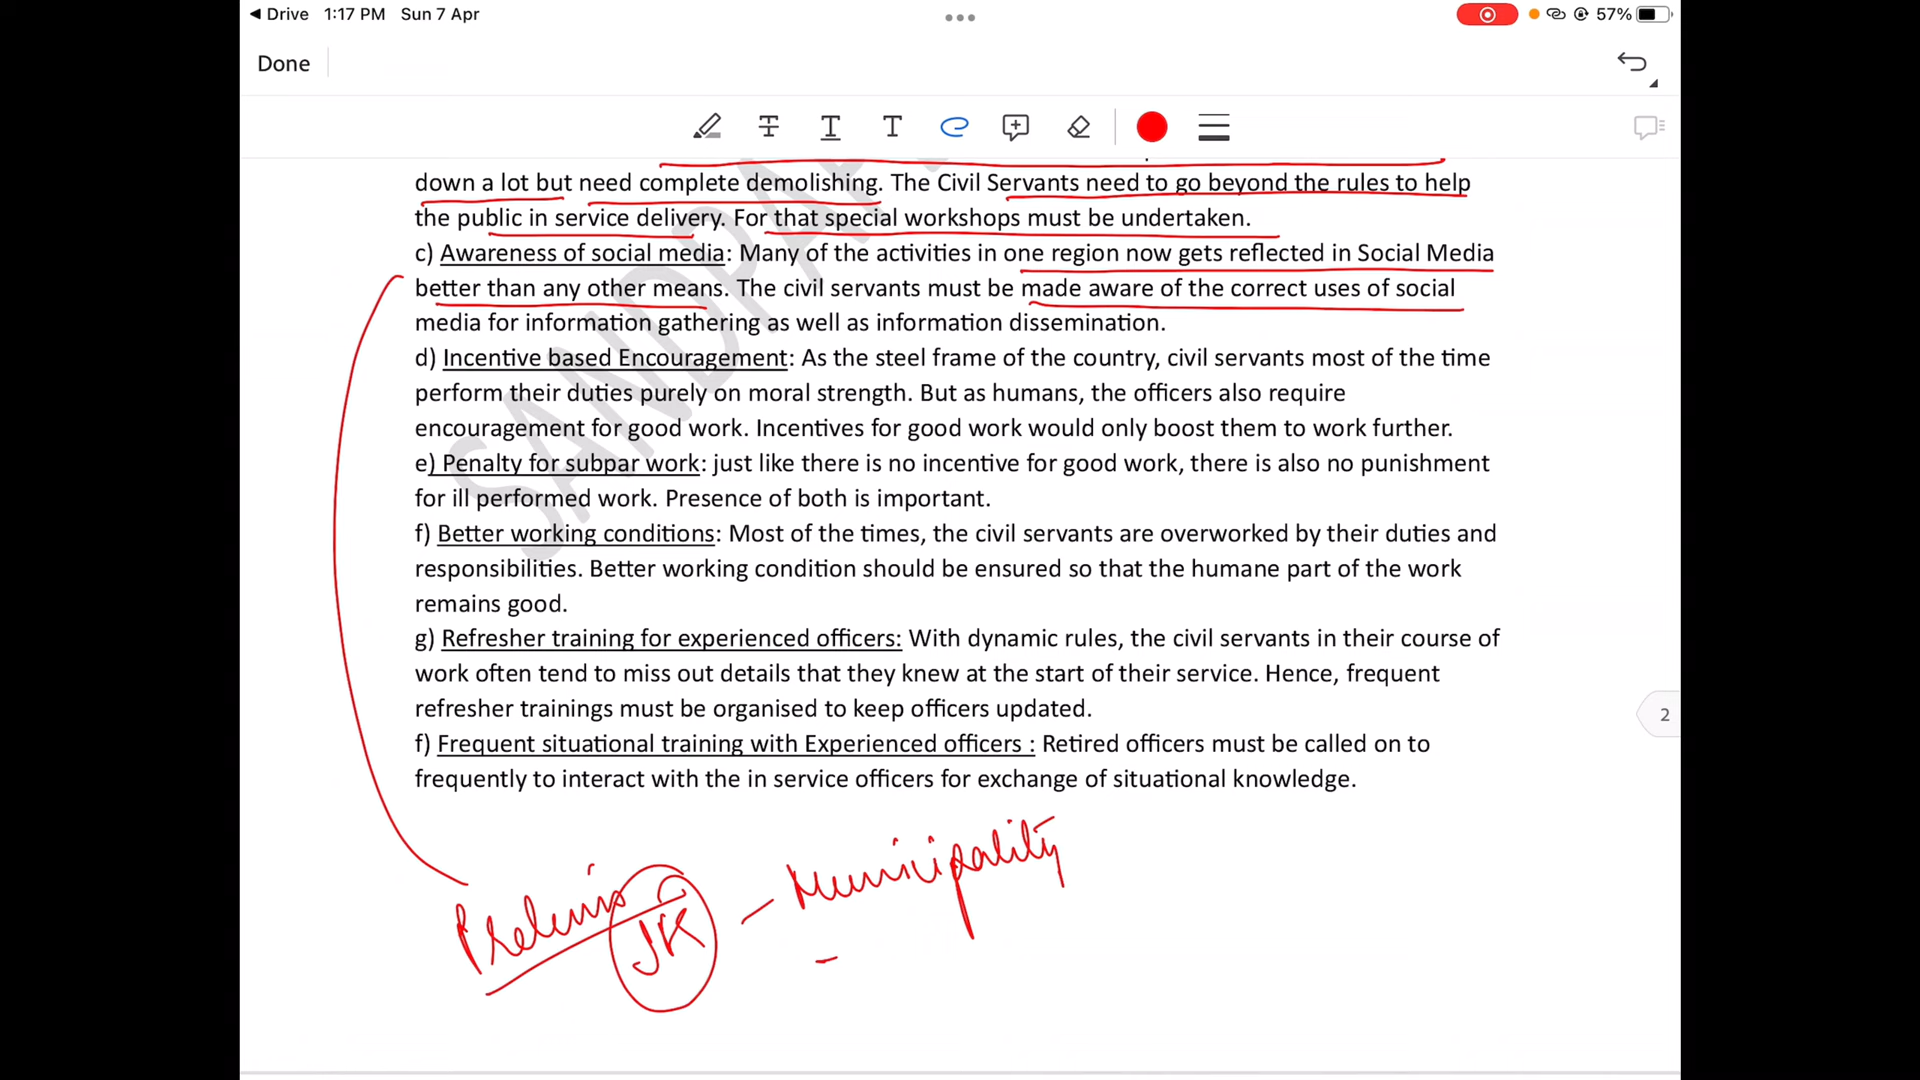 Drive 1:17 PM Sun 7 Apr 57%
Done
down a lot but need complete demolishing. The Civil Servants need to go beyond the rules to help
the public in service delivery. For that special workshops must be undertaken.
c) Awareness of social media: Many of the activities in one region now gets reflected in Social Media
better than any other means. The civil servants must be made aware of the correct uses of social
media for information gathering as well as information dissemination.
d) Incentive based Encouragement: As the steel frame of the country, civil servants most of the time
perform their duties purely on moral strength. But as humans, the officers also require
encouragement for good work. Incentives for good work would only boost them to work further.
e) Penalty for subpar work: just like there is no incentive for good work, there is also no punishment
for ill performed work. Presence of both is important.
f) Better working conditions: Most of the times, the civil servants are overworked by their duties and
responsibilities. Better working condition should be ensured so that the humane part of the work
remains good.
g) Refresher training for experienced officers: With dynamic rules, the civil servants in their course of
work often tend to miss out details that they knew at the start of their service. Hence, frequent
refresher trainings must be organised to keep officers updated.
2
f) Frequent situational training with Experienced officers : Retired officers must be called on to
frequently to interact with the in service officers for exchange of situational knowledge.
Prelims JK - Municipality
-